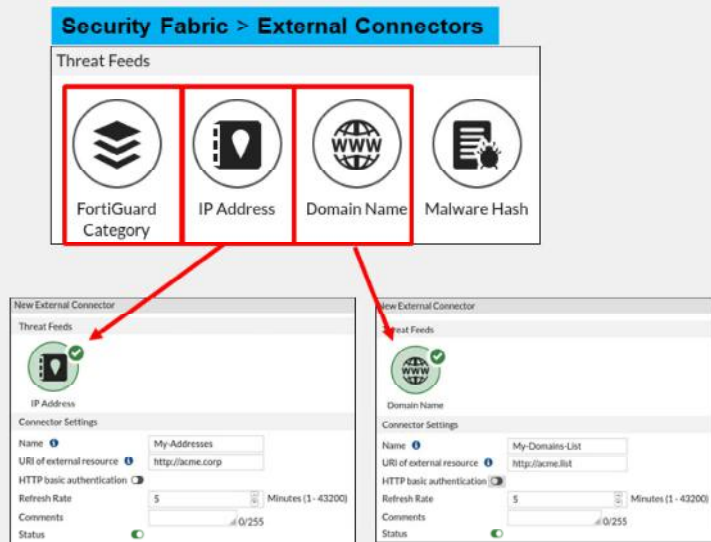 Security Fabric > External Connectors
Threat Feeds
WWW
FortiGuard
Category
IP Address
Domain Name
Malware Hash
New External Connector
Threat Feeds
IP Address
Connector Settings
Name
My-Addresses
URI of external resource
http://acme.corp
HTTP basic authentication
Refresh Rate
5
Minutes (1 - 43200)
Comments
0/255
Status
New External Connector
Threat Feeds
WWW
Domain Name
Connector Settings
Name
My-Domains-List
URI of external resource
http://acme.list
HTTP basic authentication
Refresh Rate
5
Minutes (1 - 43200)
Comments
0/255
Status